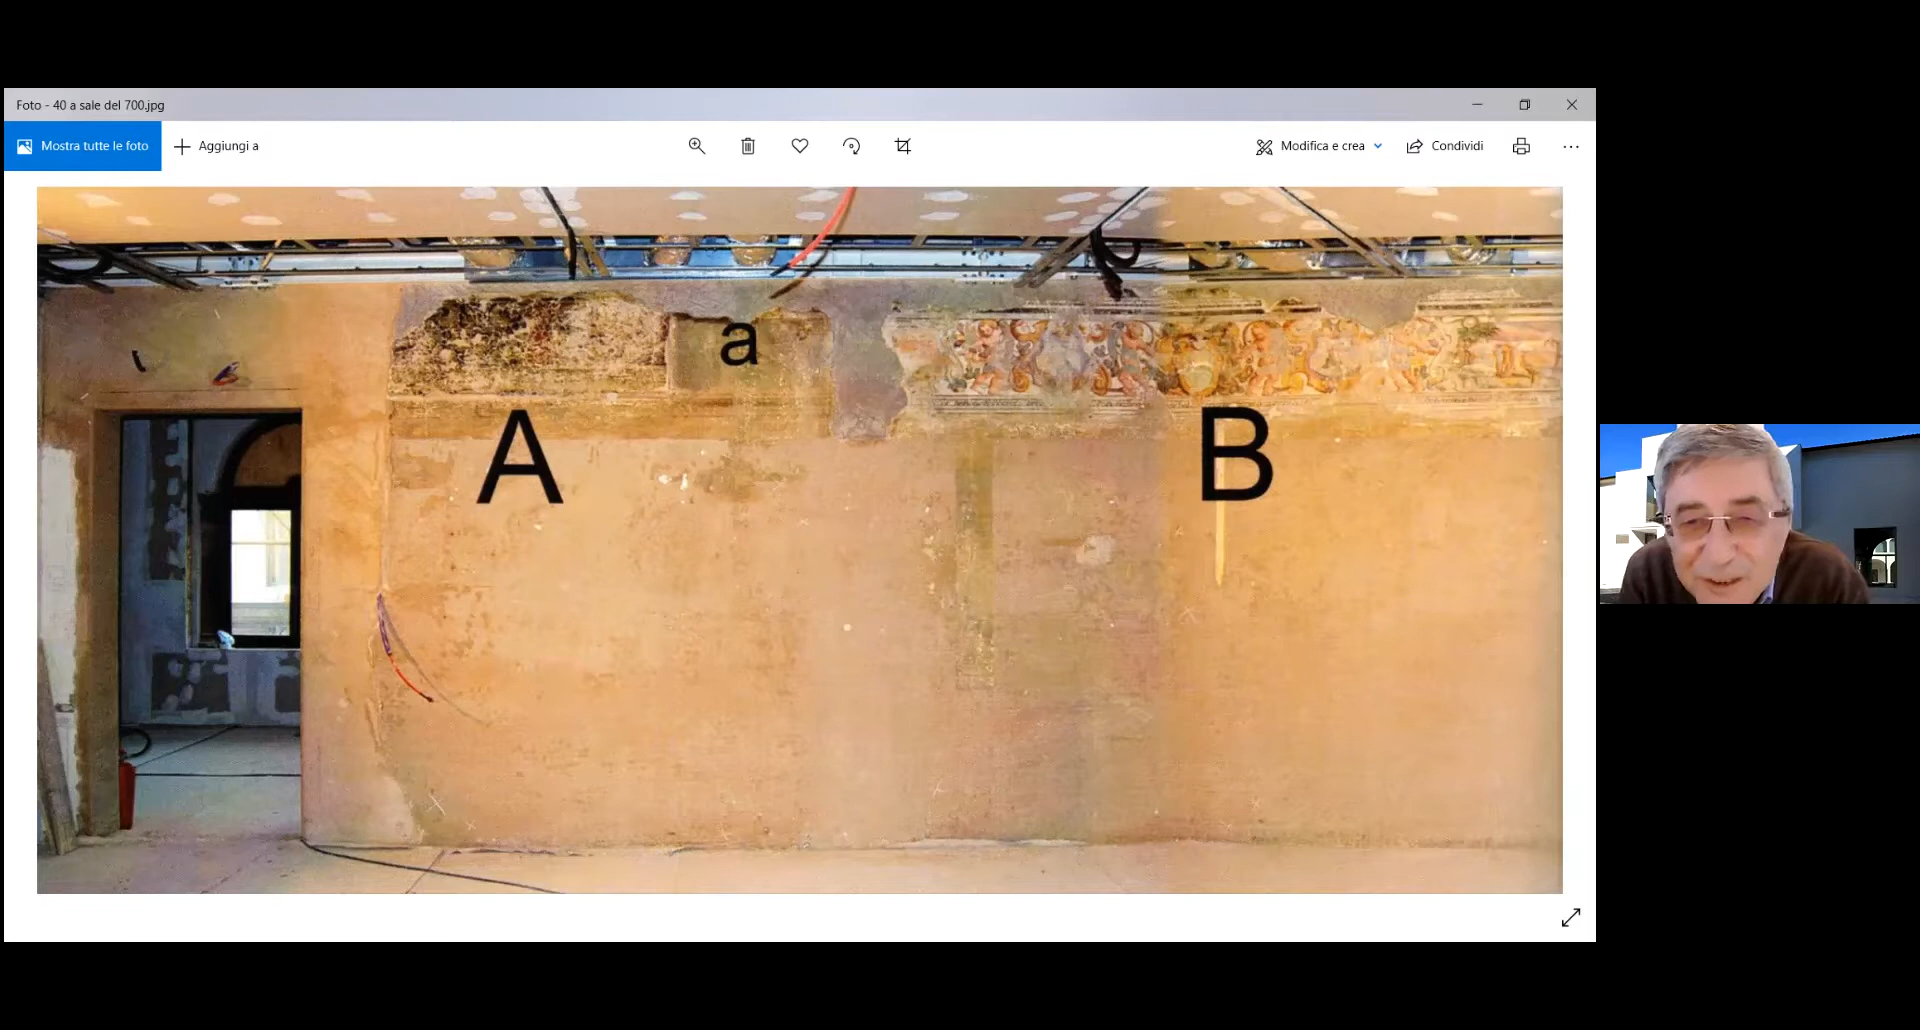 Foto - 40 a sale del 700.jpg
Mostra tutte le foto
Aggiungi a
Modifica e crea
Condividi
a
A
B